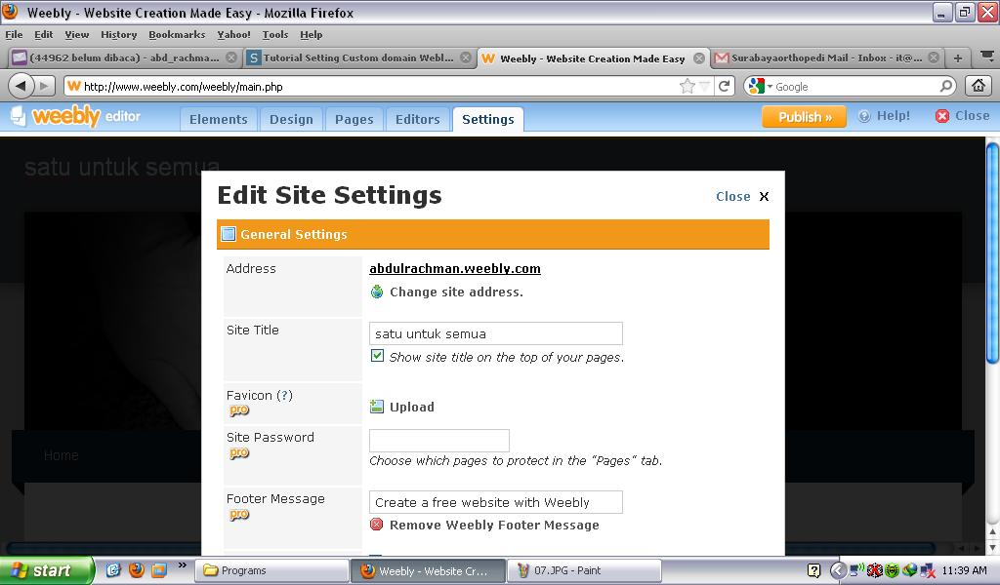 Weebly - Website Creation Made Easy - Mozilla Firefox
File Edit View History Bookmarks Yahoo! Tools Help
(44962 belum dibaca) - abd_rachma... Tutorial Setting Custom domain Webl... Weebly - Website Creation Made Easy Surabayaorthopedi Mail - Inbox - it@...
http://www.weebly.com/weebly/main.php Google
weebly editor Elements Design Pages Editors Settings Publish » Help! Close
satu untuk semua
Edit Site Settings Close X
General Settings
Address abdulrachman.weebly.com
Change site address.
Site Title satu untuk semua
Show site title on the top of your pages.
Favicon (?)
pro Upload
Site Password
pro
Choose which pages to protect in the "Pages" tab.
Home
Footer Message Create a free website with Weebly
pro
Remove Weebly Footer Message
start Programs Weebly - Website Cr... 07.JPG - Paint 11:39 AM